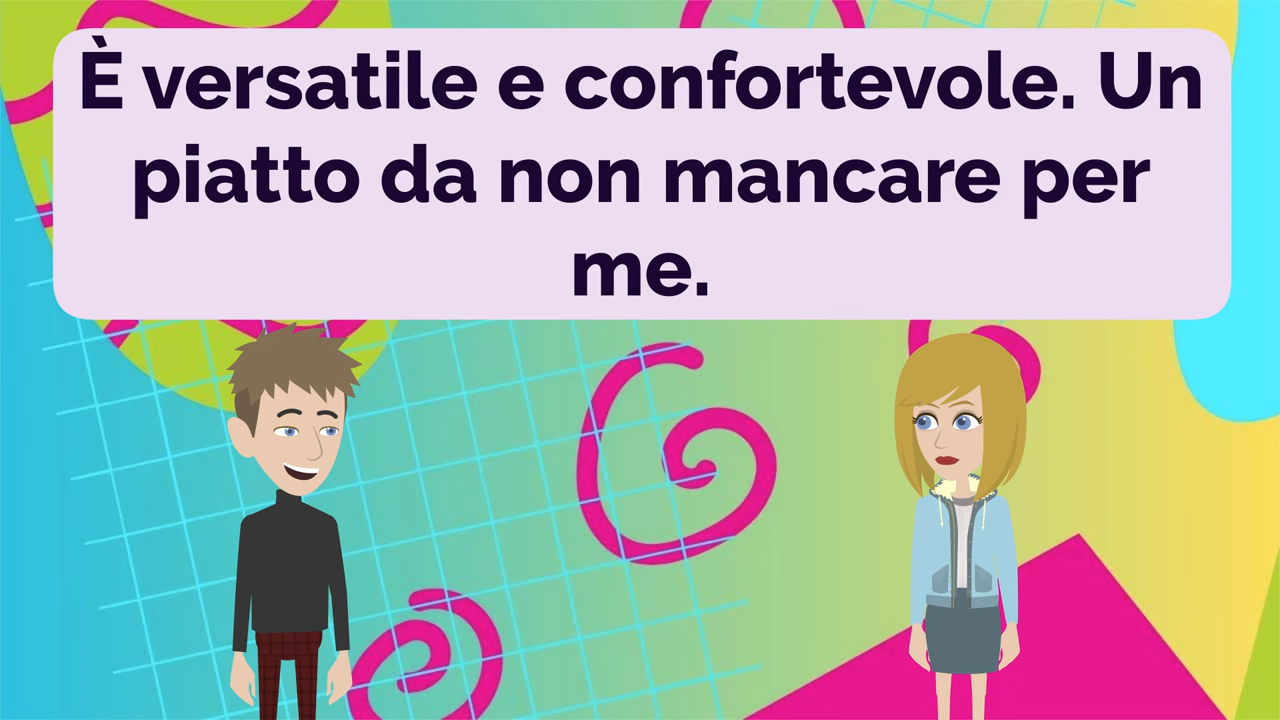 È versatile e confortevole. Un
piatto da non mancare per
me.